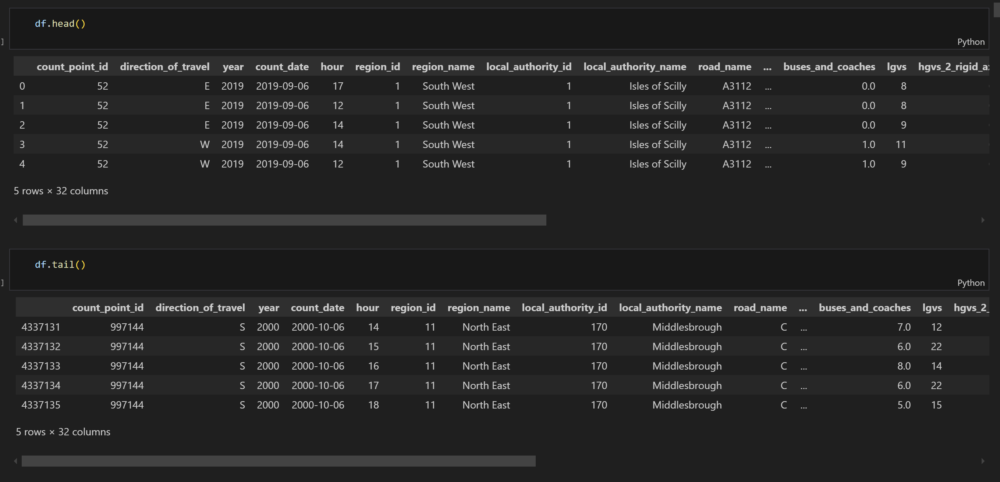 df.head()
]
Python
count_point_id direction_of_travel year count_date hour region_id region_name local_authority_id local_authority_name road_name ... buses_and_coaches lgvs hgvs_2_rigid_ax
0 52 E 2019 2019-09-06 17 1 South West 1 Isles of Scilly A3112 ... 0.0 8
1 52 E 2019 2019-09-06 12 1 South West 1 Isles of Scilly A3112 ... 0.0 8
2 52 E 2019 2019-09-06 14 1 South West 1 Isles of Scilly A3112 ... 0.0 9
3 52 W 2019 2019-09-06 14 1 South West 1 Isles of Scilly A3112 ... 1.0 11
4 52 W 2019 2019-09-06 12 1 South West 1 Isles of Scilly A3112 ... 1.0 9
5 rows × 32 columns
df.tail()
]
Python
count_point_id direction_of_travel year count_date hour region_id region_name local_authority_id local_authority_name road_name ... buses_and_coaches lgvs hgvs_2_
4337131 997144 S 2000 2000-10-06 14 11 North East 170 Middlesbrough C ... 7.0 12
4337132 997144 S 2000 2000-10-06 15 11 North East 170 Middlesbrough C ... 6.0 22
4337133 997144 S 2000 2000-10-06 16 11 North East 170 Middlesbrough C ... 8.0 14
4337134 997144 S 2000 2000-10-06 17 11 North East 170 Middlesbrough C ... 6.0 22
4337135 997144 S 2000 2000-10-06 18 11 North East 170 Middlesbrough C ... 5.0 15
5 rows × 32 columns